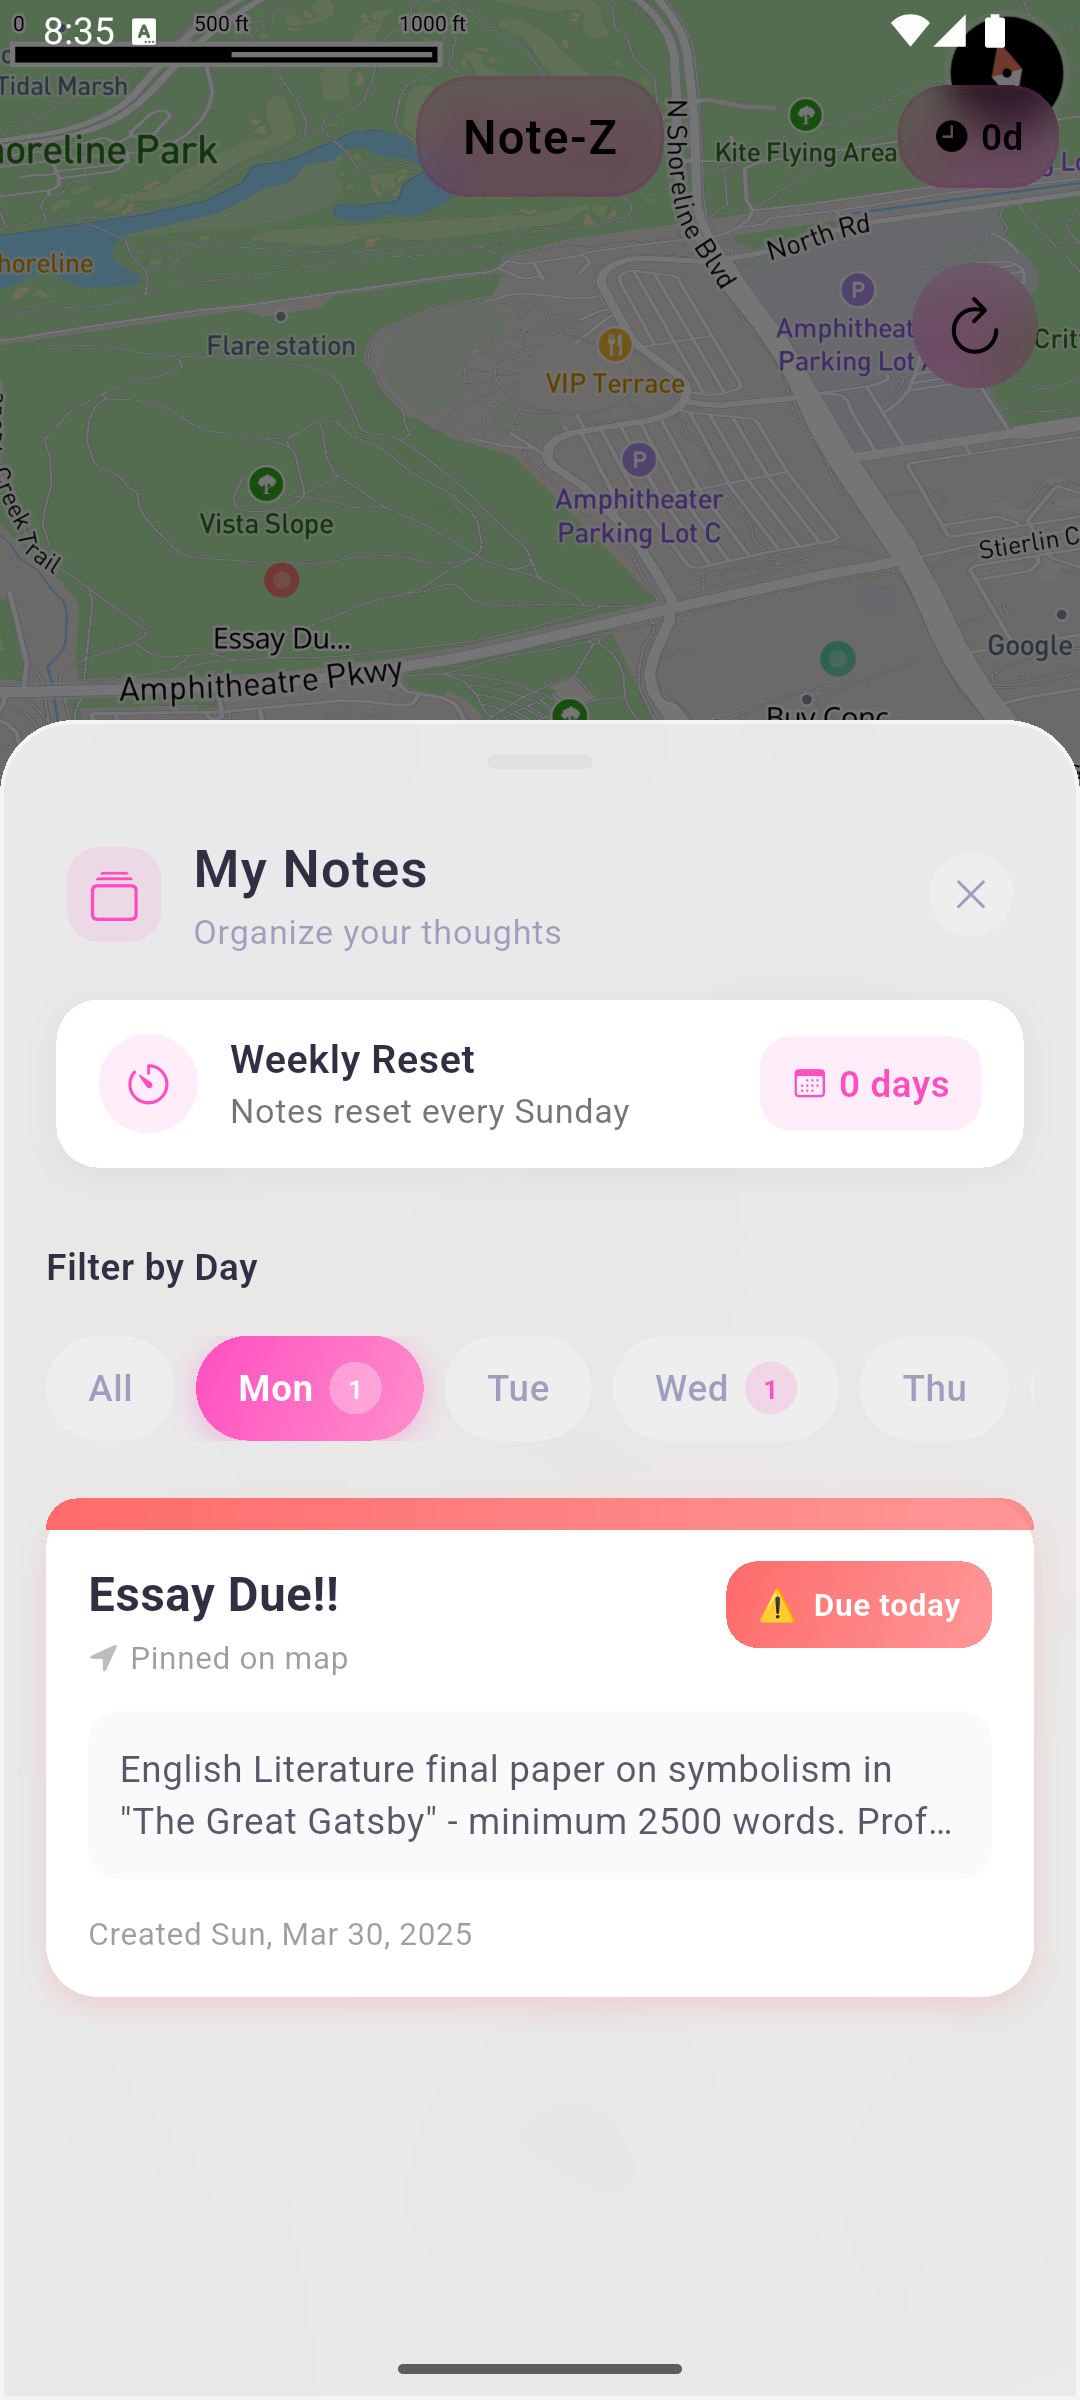 0 500 ft 1000 ft
8:35
Tidal Marsh
oreline Park
Note-Z
N Shoreline Blvd
Kite Flying Area
0d
horeline
North Rd
Flare station
VIP Terrace
Amphitheat
Parking Lot
Crit
Vista Slope
Amphitheater
Parking Lot C
Creek Trail
Stierlin C
Essay Du...
Google
Amphitheatre Pkwy
Buy Conc
My Notes
Organize your thoughts
Weekly Reset
Notes reset every Sunday
0 days
Filter by Day
All
Mon 1
Tue
Wed 1
Thu
Essay Due!!
⚠️ Due today
Pinned on map
English Literature final paper on symbolism in
"The Great Gatsby" - minimum 2500 words. Prof…
Created Sun, Mar 30, 2025